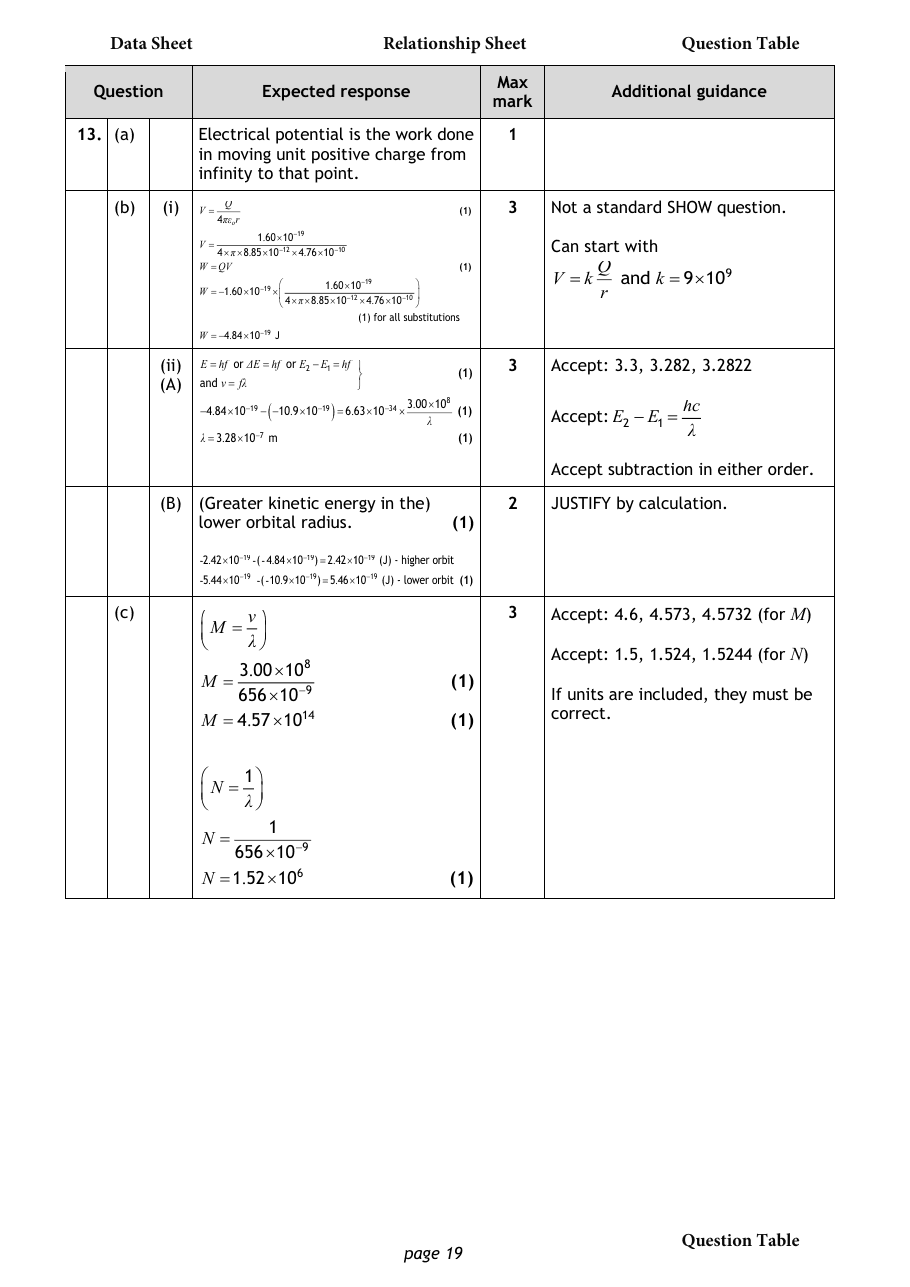 Data Sheet Relationship Sheet Question Table
Question Expected response Max mark Additional guidance
13. (a) Electrical potential is the work done 1
in moving unit positive charge from
infinity to that point.
(b) (i) V = Q/(4πε₀r) (1) 3 Not a standard SHOW question.
V = 1.60×10⁻¹⁹/(4×π×8.85×10⁻¹²×4.76×10⁻¹⁰) Can start with
W = QV (1) V = k Q/r and k = 9×10⁹
W = −1.60×10⁻¹⁹×(1.60×10⁻¹⁹/(4×π×8.85×10⁻¹²×4.76×10⁻¹⁰))
(1) for all substitutions
W = −4.84×10⁻¹⁹ J
(ii) (A) E = hf or ΔE = hf or E₂ − E₁ = hf } (1) 3 Accept: 3.3, 3.282, 3.2822
and v = fλ
−4.84×10⁻¹⁹ − (−10.9×10⁻¹⁹) = 6.63×10⁻³⁴ × 3.00×10⁸/λ (1) Accept: E₂ − E₁ = hc/λ
λ = 3.28×10⁻⁷ m (1)
Accept subtraction in either order.
(B) (Greater kinetic energy in the) 2 JUSTIFY by calculation.
lower orbital radius. (1)
-2.42×10⁻¹⁹ -(-4.84×10⁻¹⁹) = 2.42×10⁻¹⁹ (J) - higher orbit
-5.44×10⁻¹⁹ -(-10.9×10⁻¹⁹) = 5.46×10⁻¹⁹ (J) - lower orbit (1)
(c) (M = v/λ) 3 Accept: 4.6, 4.573, 4.5732 (for M)
M = 3.00×10⁸/(656×10⁻⁹) (1) Accept: 1.5, 1.524, 1.5244 (for N)
M = 4.57×10¹⁴ (1) If units are included, they must be
correct.
(N = 1/λ)
N = 1/(656×10⁻⁹)
N = 1.52×10⁶ (1)
Question Table
page 19